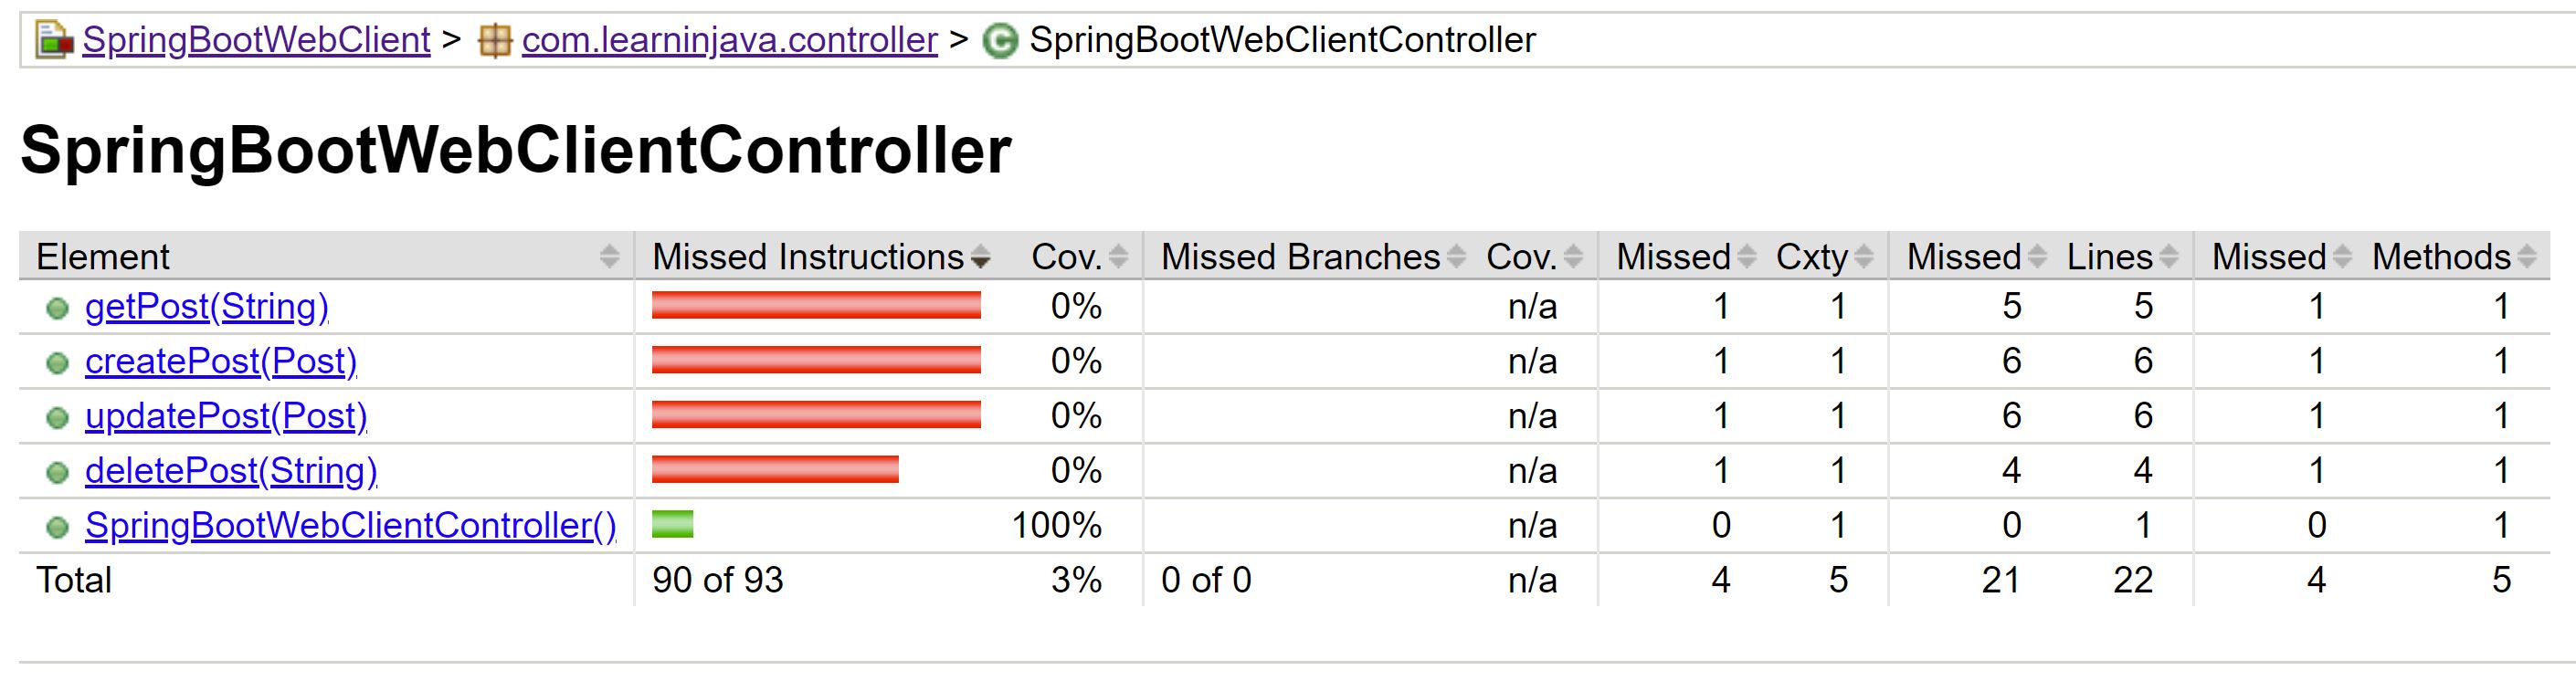 SpringBootWebClient > com.learninjava.controller > SpringBootWebClientController
SpringBootWebClientController
Element Missed Instructions Cov. Missed Branches Cov. Missed Cxty Missed Lines Missed Methods
getPost(String) 0% n/a 1 1 5 5 1 1
createPost(Post) 0% n/a 1 1 6 6 1 1
updatePost(Post) 0% n/a 1 1 6 6 1 1
deletePost(String) 0% n/a 1 1 4 4 1 1
SpringBootWebClientController() 100% n/a 0 1 0 1 0 1
Total 90 of 93 3% 0 of 0 n/a 4 5 21 22 4 5